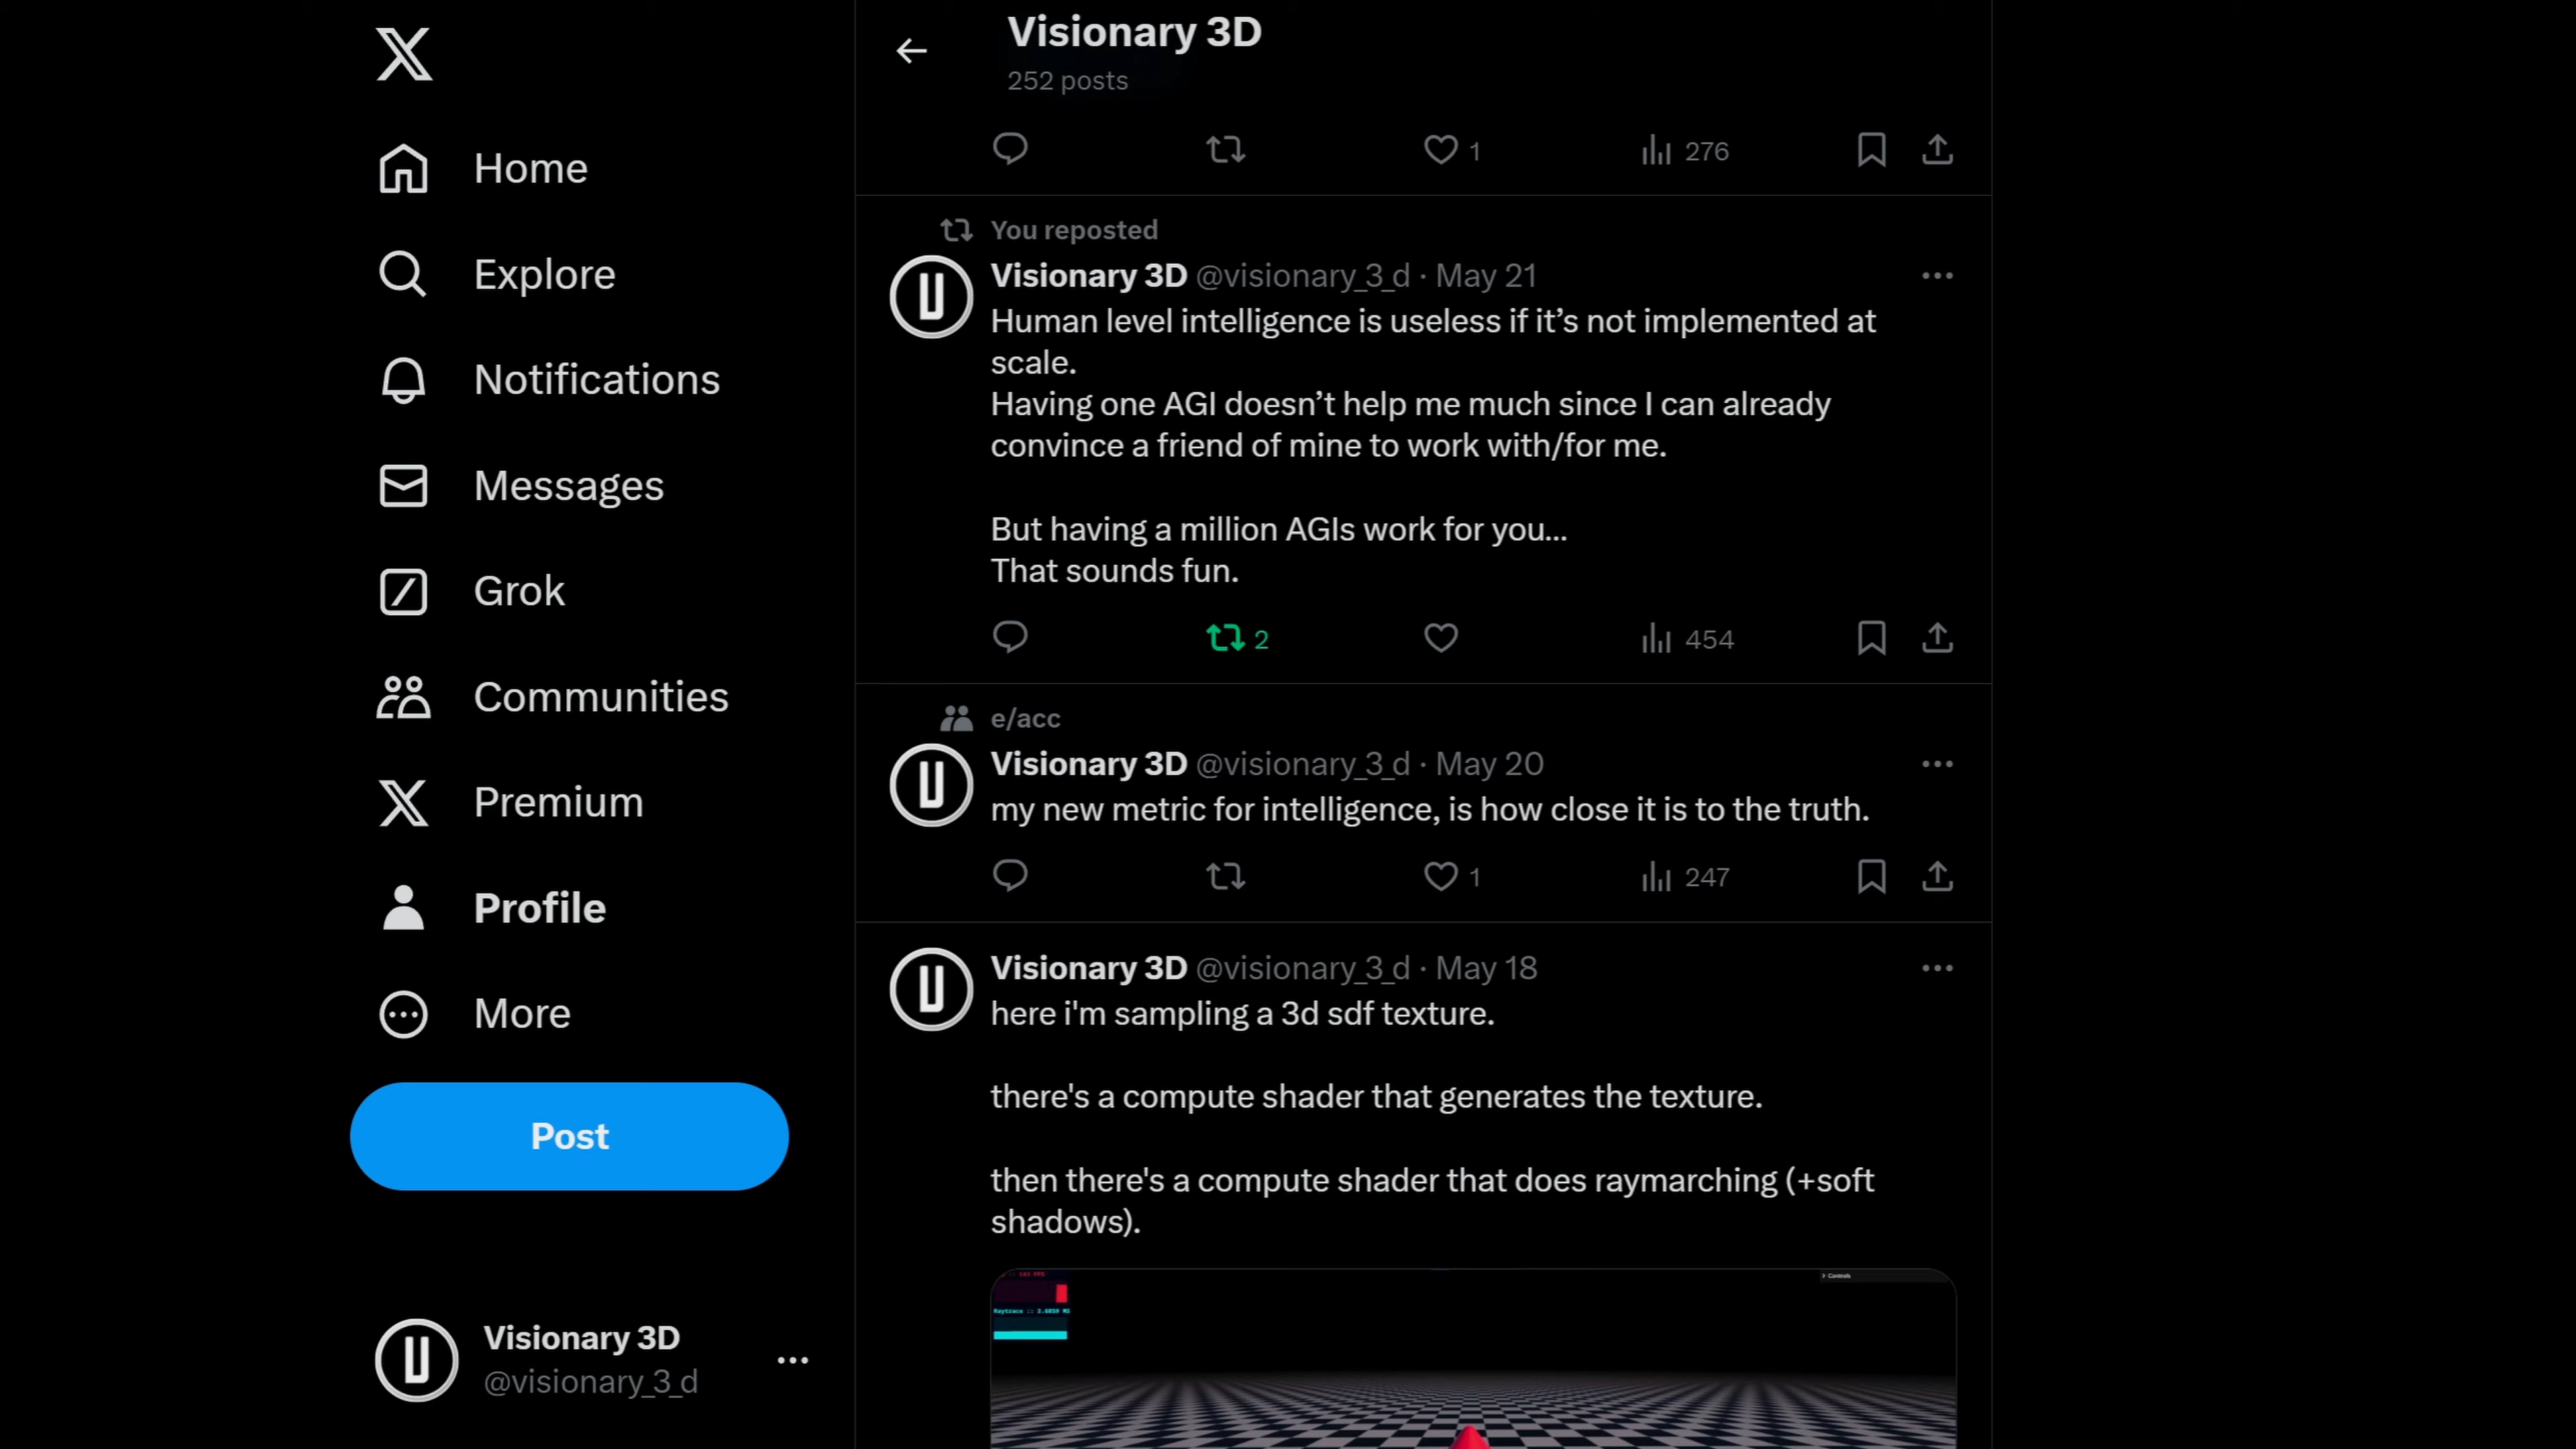 Home
Explore
Notifications
Messages
Grok
Communities
Premium
Profile
More
Post
Visionary 3D
@visionary_3_d
Visionary 3D
252 posts
1
276
You reposted
Visionary 3D @visionary_3_d · May 21
Human level intelligence is useless if it’s not implemented at
scale.
Having one AGI doesn’t help me much since I can already
convince a friend of mine to work with/for me.
But having a million AGIs work for you...
That sounds fun.
2
454
e/acc
Visionary 3D @visionary_3_d · May 20
my new metric for intelligence, is how close it is to the truth.
1
247
Visionary 3D @visionary_3_d · May 18
here i'm sampling a 3d sdf texture.
there's a compute shader that generates the texture.
then there's a compute shader that does raymarching (+soft
shadows).
Controls